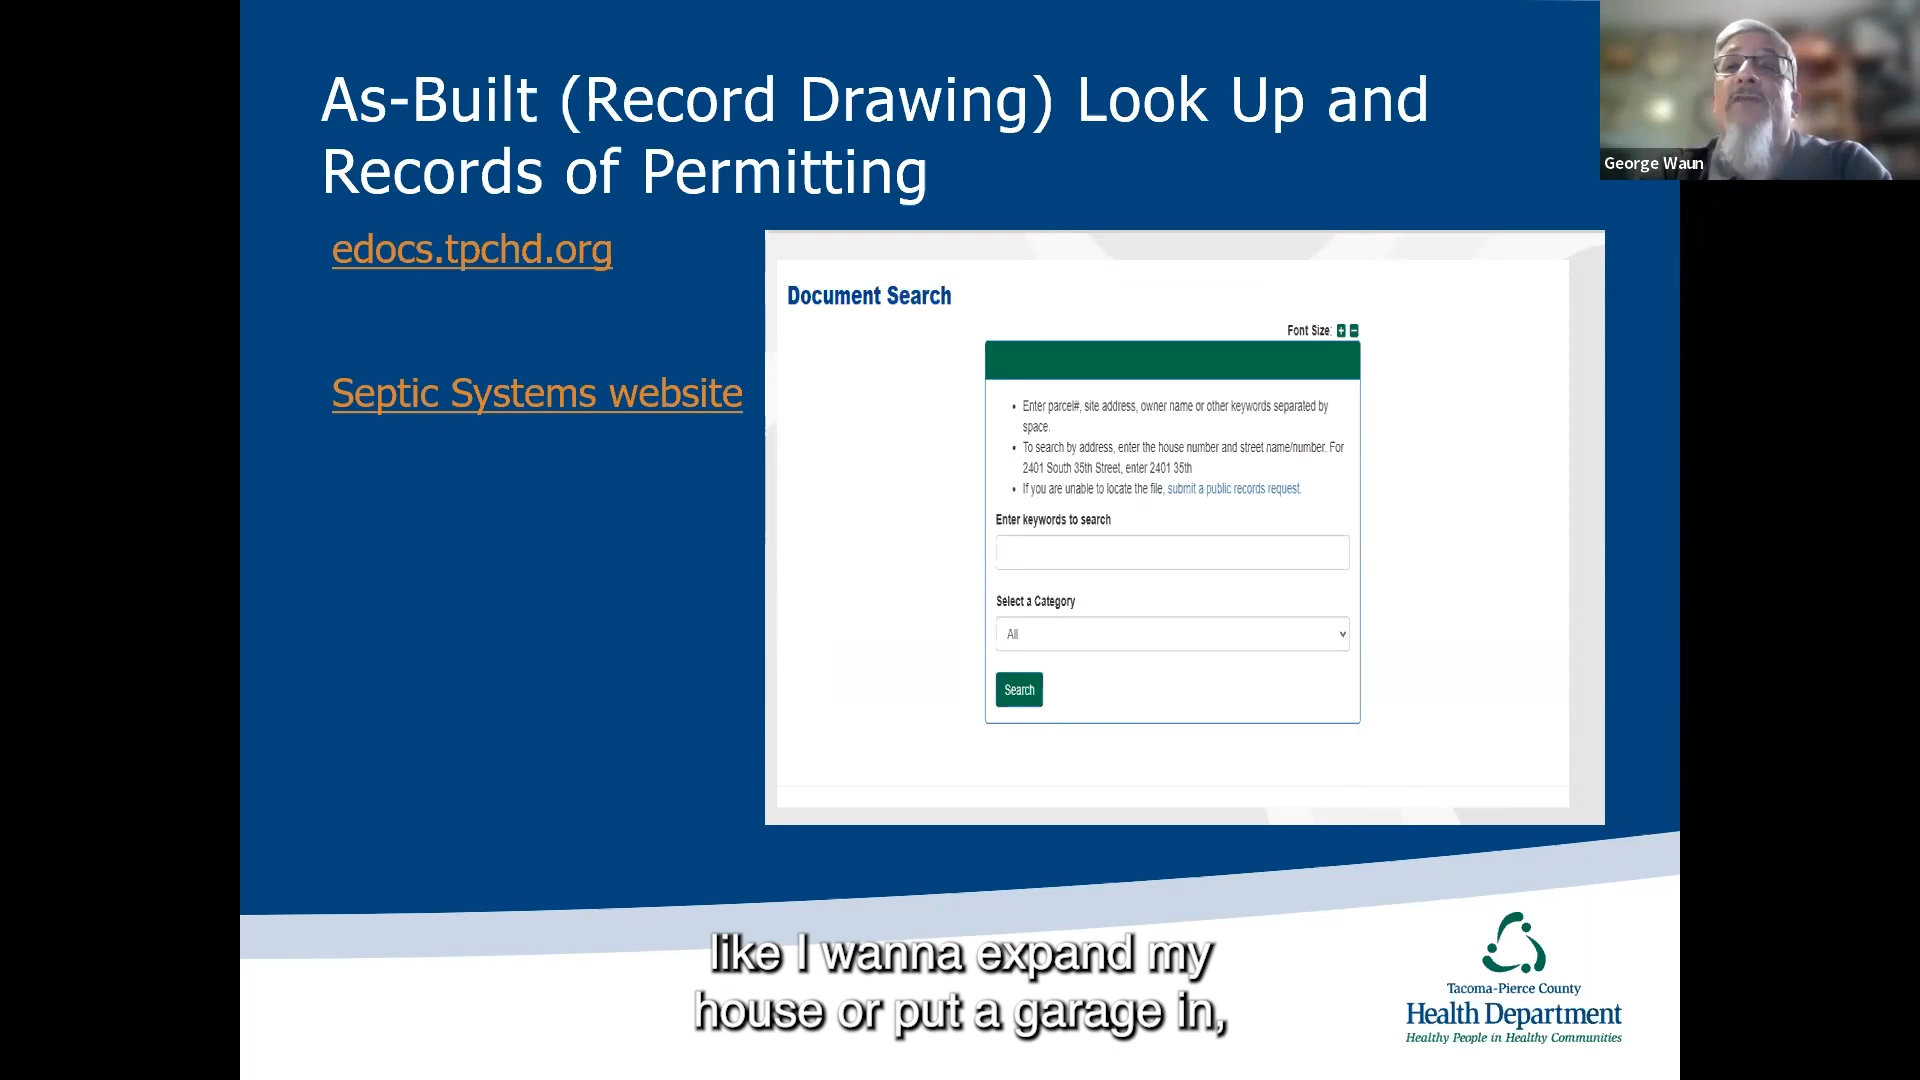 As-Built (Record Drawing) Look Up and
Records of Permitting
George Waun
edocs.tpchd.org
Septic Systems website
Document Search
Font Size:
Enter parcel#, site address, owner name or other keywords separated by
space.
To search by address, enter the house number and street name/number. For
2401 South 35th Street, enter 2401 35th
If you are unable to locate the file, submit a public records request.
Enter keywords to search
Select a Category
All
Search
like I wanna expand my
house or put a garage in,
Tacoma-Pierce County
Health Department
Healthy People in Healthy Communities